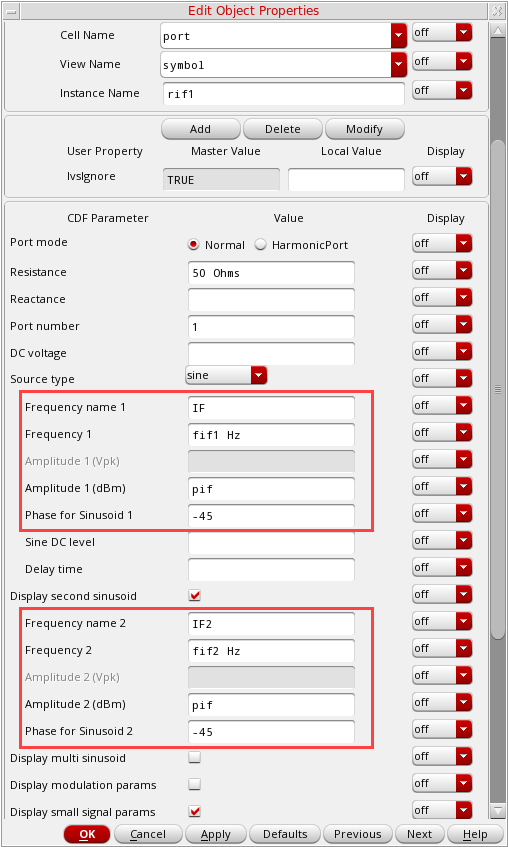 Edit Object Properties
Cell Name port off
View Name symbol off
Instance Name rif1 off
Add Delete Modify
User Property Master Value Local Value Display
lvsIgnore TRUE off
CDF Parameter Value Display
Port mode Normal HarmonicPort off
Resistance 50 Ohms off
Reactance off
Port number 1 off
DC voltage off
Source type sine off
Frequency name 1 IF off
Frequency 1 fif1 Hz off
Amplitude 1 (Vpk) off
Amplitude 1 (dBm) pif off
Phase for Sinusoid 1 -45 off
Sine DC level off
Delay time off
Display second sinusoid off
Frequency name 2 IF2 off
Frequency 2 fif2 Hz off
Amplitude 2 (Vpk) off
Amplitude 2 (dBm) pif off
Phase for Sinusoid 2 -45 off
Display multi sinusoid off
Display modulation params off
Display small signal params off
OK Cancel Apply Defaults Previous Next Help